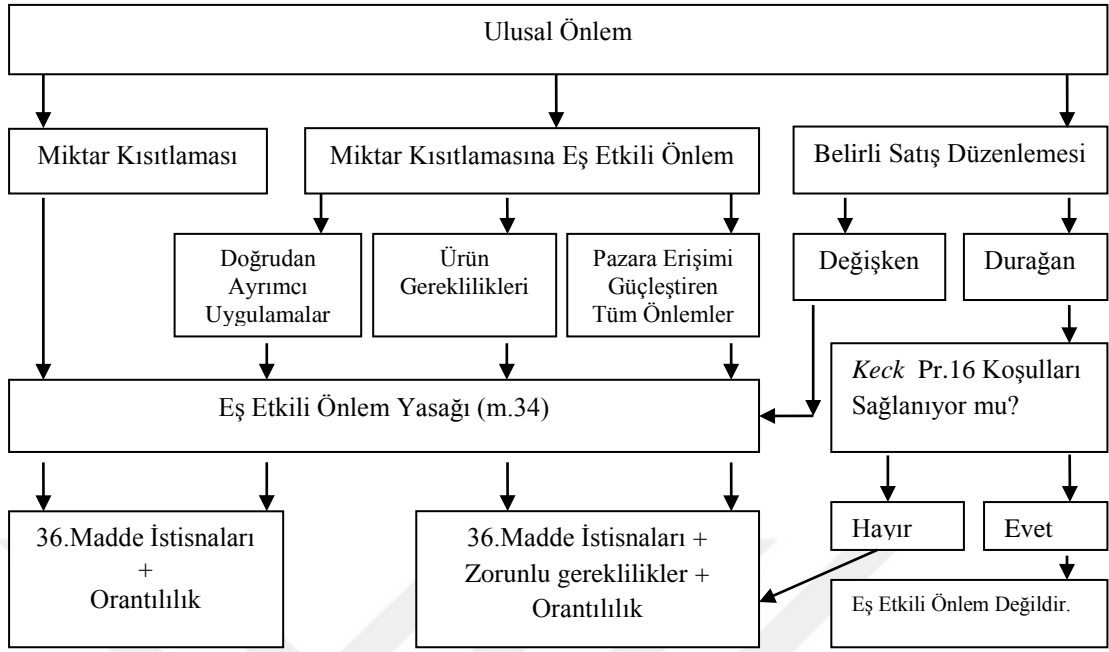 Ulusal Önlem
Miktar Kısıtlaması
Miktar Kısıtlamasına Eş Etkili Önlem
Belirli Satış Düzenlemesi
Doğrudan
Ayrımcı
Uygulamalar
Ürün
Gereklilikleri
Pazara Erişimi
Güçleştiren
Tüm Önlemler
Değişken
Durağan
Eş Etkili Önlem Yasağı (m.34)
Keck Pr.16 Koşulları
Sağlanıyor mu?
Hayır
Evet
36.Madde İstisnaları
+
Orantılılık
36.Madde İstisnaları +
Zorunlu gereklilikler +
Orantılılık
Eş Etkili Önlem Değildir.